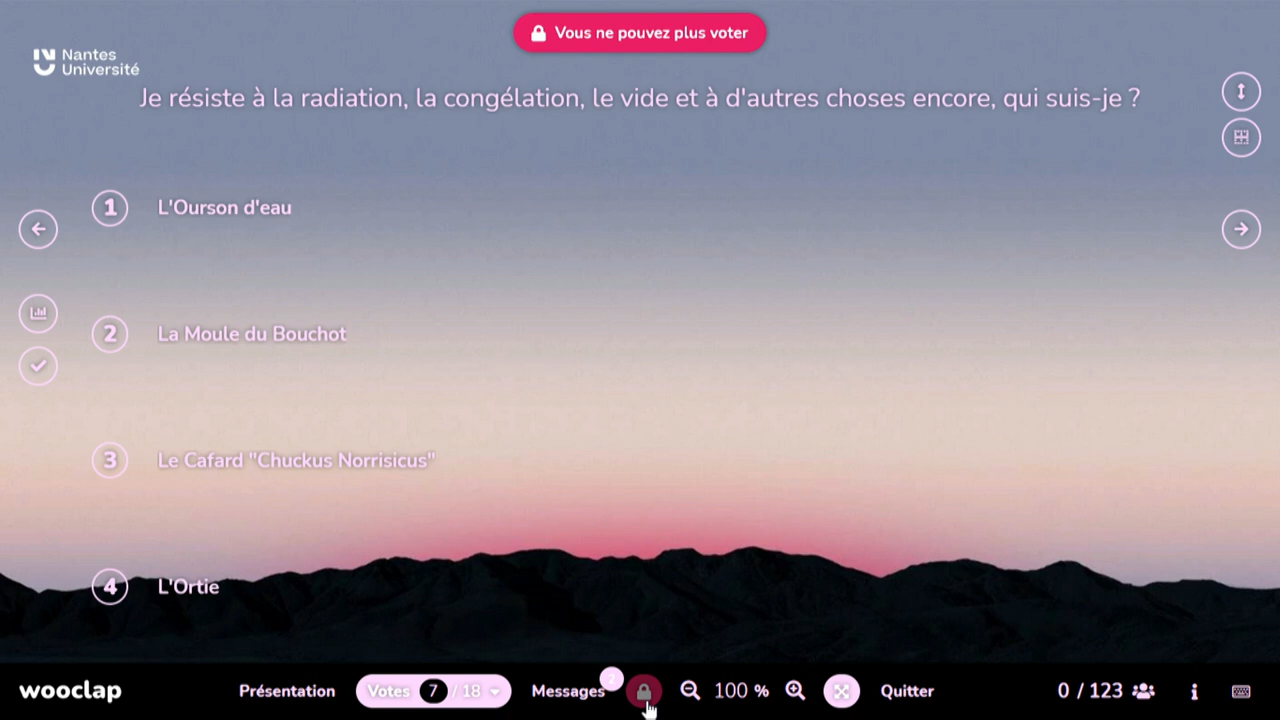 Vous ne pouvez plus voter
Nantes
Université
Je résiste à la radiation, la congélation, le vide et à d'autres choses encore, qui suis-je ?
1 L'Ourson d'eau
2 La Moule du Bouchot
3 Le Cafard "Chuckus Norrisicus"
4 L'Ortie
wooclap Présentation Votes 7 / 18 Messages 2 100 % Quitter 0 / 123